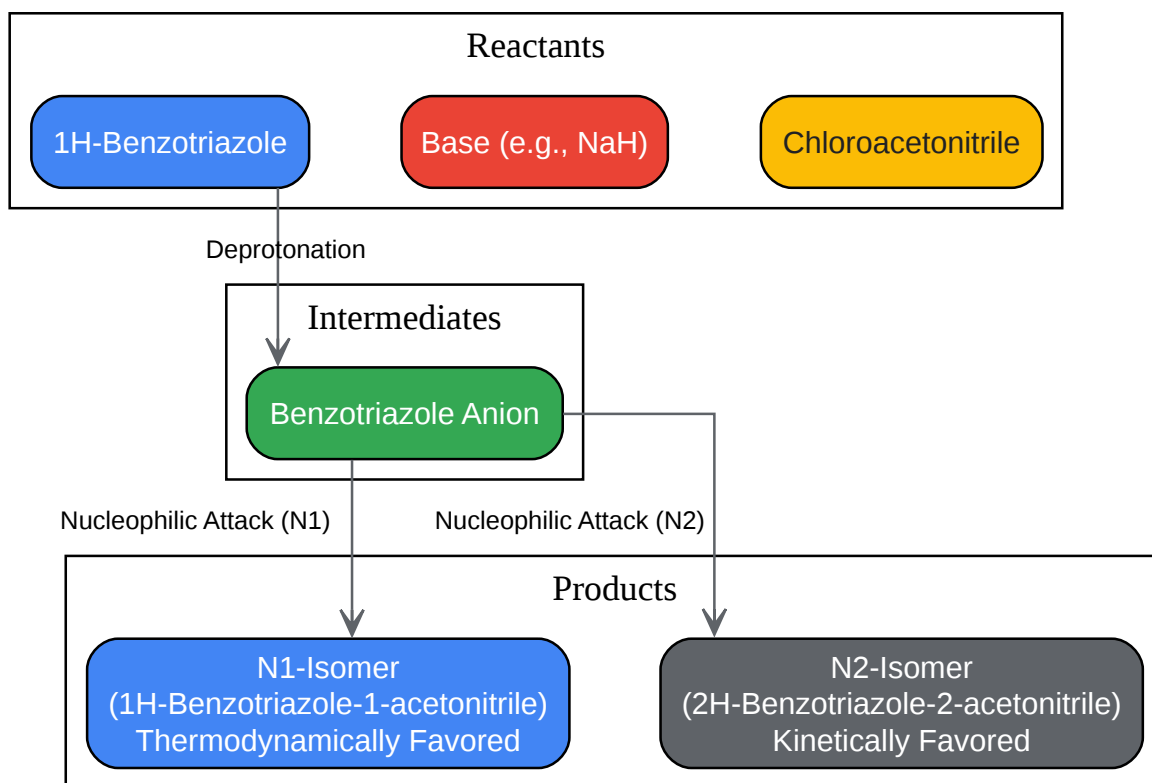 Reactants
1H-Benzotriazole
Base (e.g., NaH)
Chloroacetonitrile
Deprotonation
Intermediates
Benzotriazole Anion
Nucleophilic Attack (N1)
Nucleophilic Attack (N2)
Products
N1-Isomer
(1H-Benzotriazole-1-acetonitrile)
Thermodynamically Favored
N2-Isomer
(2H-Benzotriazole-2-acetonitrile)
Kinetically Favored